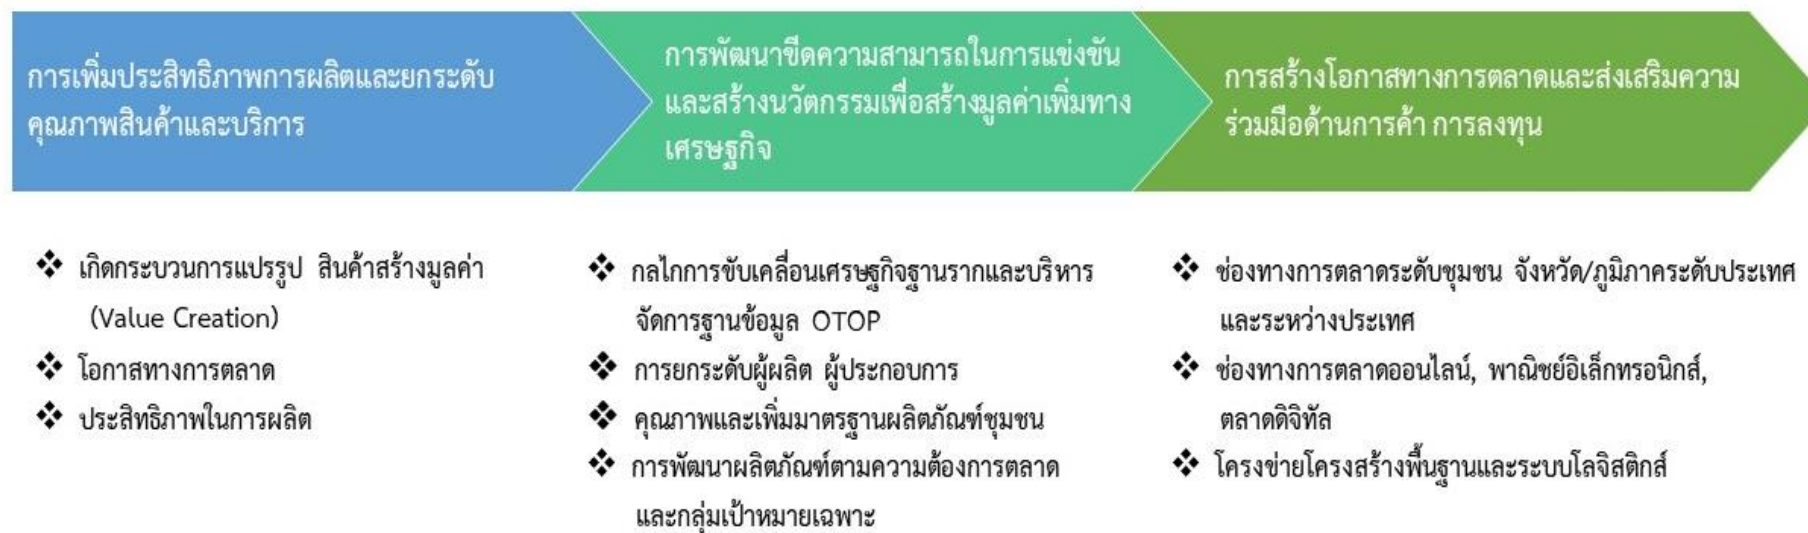 การเพิ่มประสิทธิภาพการผลิตและยกระดับ
คุณภาพสินค้าและบริการ
การพัฒนาขีดความสามารถในการแข่งขัน
และสร้างนวัตกรรมเพื่อสร้างมูลค่าเพิ่มทาง
เศรษฐกิจ
การสร้างโอกาสทางการตลาดและส่งเสริมความ
ร่วมมือด้านการค้า การลงทุน
❖ เกิดกระบวนการแปรรูป สินค้าสร้างมูลค่า
(Value Creation)
❖ โอกาสทางการตลาด
❖ ประสิทธิภาพในการผลิต
❖ กลไกการขับเคลื่อนเศรษฐกิจฐานรากและบริหาร
จัดการฐานข้อมูล OTOP
❖ การยกระดับผู้ผลิต ผู้ประกอบการ
❖ คุณภาพและเพิ่มมาตรฐานผลิตภัณฑ์ชุมชน
❖ การพัฒนาผลิตภัณฑ์ตามความต้องการตลาด
และกลุ่มเป้าหมายเฉพาะ
❖ ช่องทางการตลาดระดับชุมชน จังหวัด/ภูมิภาคระดับประเทศ
และระหว่างประเทศ
❖ ช่องทางการตลาดออนไลน์, พาณิชย์อิเล็กทรอนิกส์,
ตลาดดิจิทัล
❖ โครงข่ายโครงสร้างพื้นฐานและระบบโลจิสติกส์